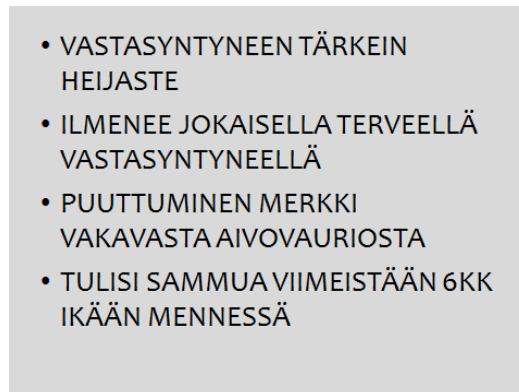 • VASTASYNTYNEEN TÄRKEIN
HEIJASTE
• ILMENEE JOKAISELLA TERVEELLÄ
VASTASYNTYNEELLÄ
• PUUTTUMINEN MERKKI
VAKAVASTA AIVOVAURIOSTA
• TULISI SAMMUA VIIMEISTÄÄN 6KK
IKÄÄN MENNESSÄ